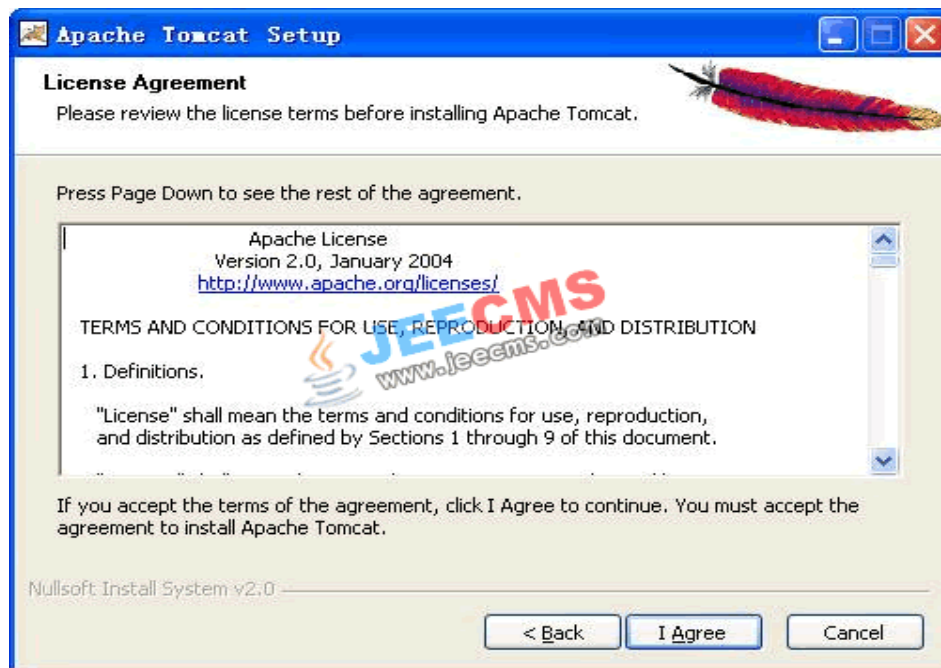 Apache Tomcat Setup
License Agreement
Please review the license terms before installing Apache Tomcat.
Press Page Down to see the rest of the agreement.
Apache License
Version 2.0, January 2004
http://www.apache.org/licenses/
TERMS AND CONDITIONS FOR USE, REPRODUCTION, AND DISTRIBUTION
JEECMS
www.jeecms.com
1. Definitions.
"License" shall mean the terms and conditions for use, reproduction,
and distribution as defined by Sections 1 through 9 of this document.
If you accept the terms of the agreement, click I Agree to continue. You must accept the
agreement to install Apache Tomcat.
Nullsoft Install System v2.0
< Back
I Agree
Cancel